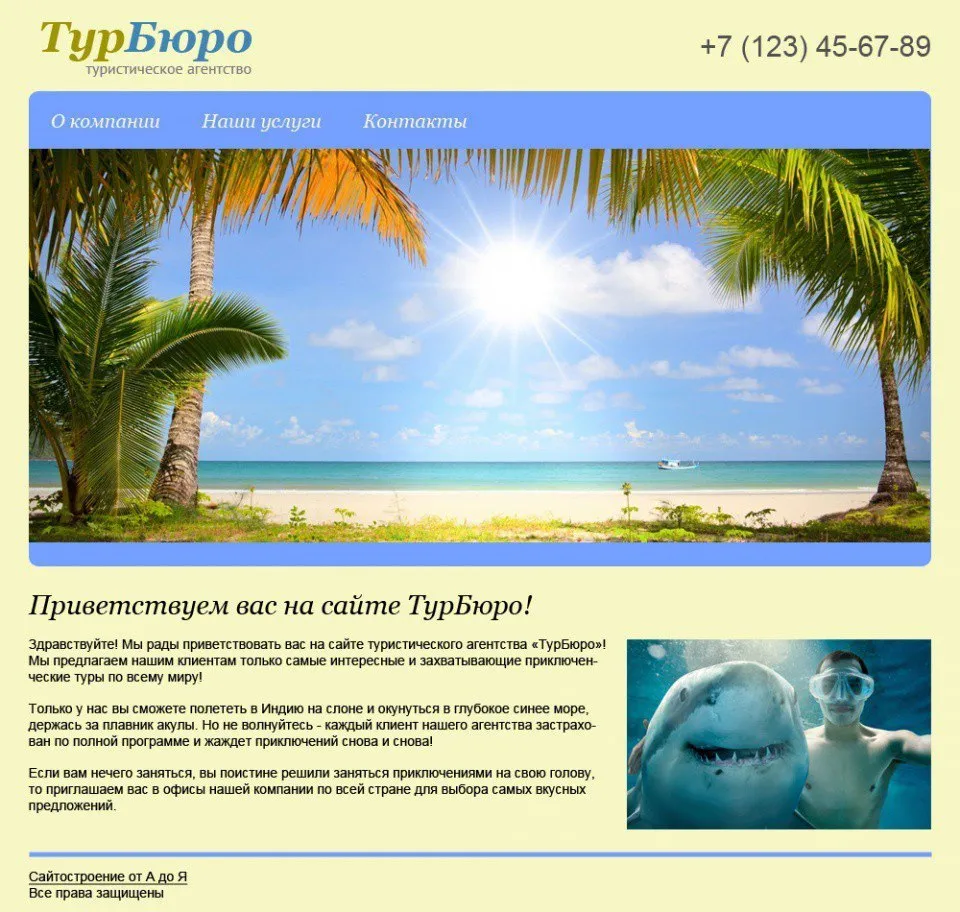 ТурБюро
туристическое агентство
+7 (123) 45-67-89
О компании Наши услуги Контакты
Приветствуем вас на сайте ТурБюро!
Здравствуйте! Мы рады приветствовать вас на сайте туристического агентства «ТурБюро»!
Мы предлагаем нашим клиентам только самые интересные и захватывающие приключен-
ческие туры по всему миру!
Только у нас вы сможете полететь в Индию на слоне и окунуться в глубокое синее море,
держась за плавник акулы. Но не волнуйтесь - каждый клиент нашего агентства застрахо-
ван по полной программе и жаждет приключений снова и снова!
Если вам нечего заняться, вы поистине решили заняться приключениями на свою голову,
то приглашаем вас в офисы нашей компании по всей стране для выбора самых вкусных
предложений.
Сайтостроение от А до Я
Все права защищены